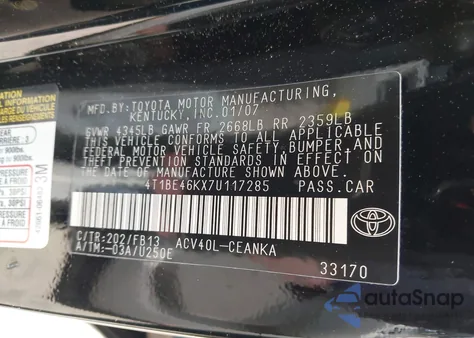 MFD.BY:TOYOTA MOTOR MANUFACTURING,
KENTUCKY,INC.01/07
GVWR 4345LB GAWR FR 2668LB RR 2359LB
THIS VEHICLE CONFORMS TO ALL APPLICABLE
FEDERAL MOTOR VEHICLE SAFETY,BUMPER,AND
THEFT PREVENTION STANDARDS IN EFFECT ON
THE DATE OF MANUFACTURE SHOWN ABOVE.
4T1BE46KX7U117285 PASS.CAR
C/TR:202/FB13 ACV40L-CEANKA
A/TM:-03A/U250E
33170
3M
TOYOTA
autoSnap